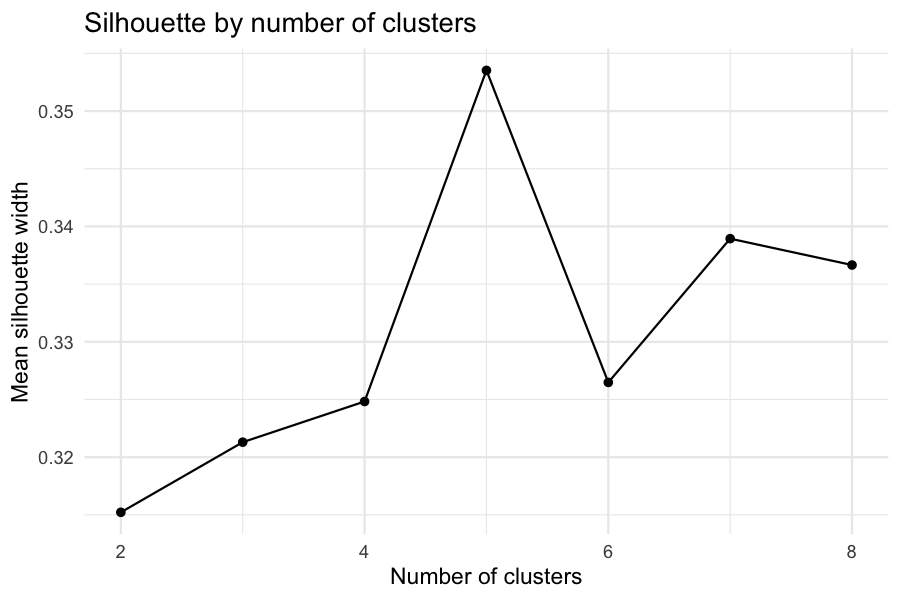 Silhouette by number of clusters
Mean silhouette width
0.35
0.34
0.33
0.32
2 4 6 8
Number of clusters